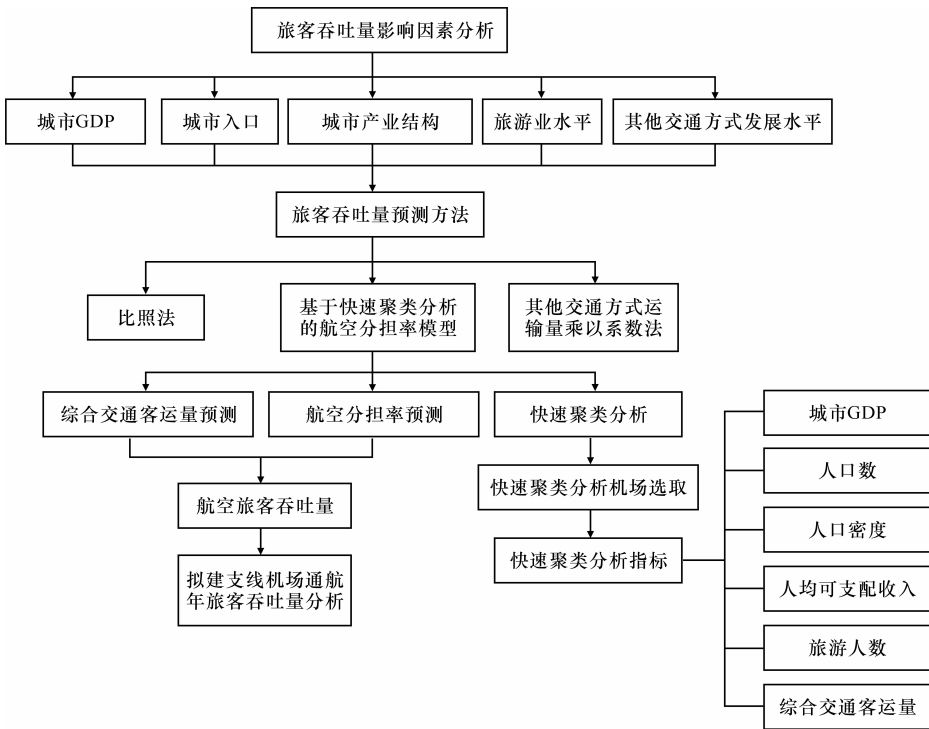 旅客吞吐量影响因素分析
城市GDP
城市入口
城市产业结构
旅游业水平
其他交通方式发展水平
旅客吞吐量预测方法
比照法
基于快速聚类分析
的航空分担率模型
其他交通方式运
输量乘以系数法
综合交通客运量预测
航空分担率预测
快速聚类分析
航空旅客吞吐量
拟建支线机场通航
年旅客吞吐量分析
快速聚类分析机场选取
快速聚类分析指标
城市GDP
人口数
人口密度
人均可支配收入
旅游人数
综合交通客运量